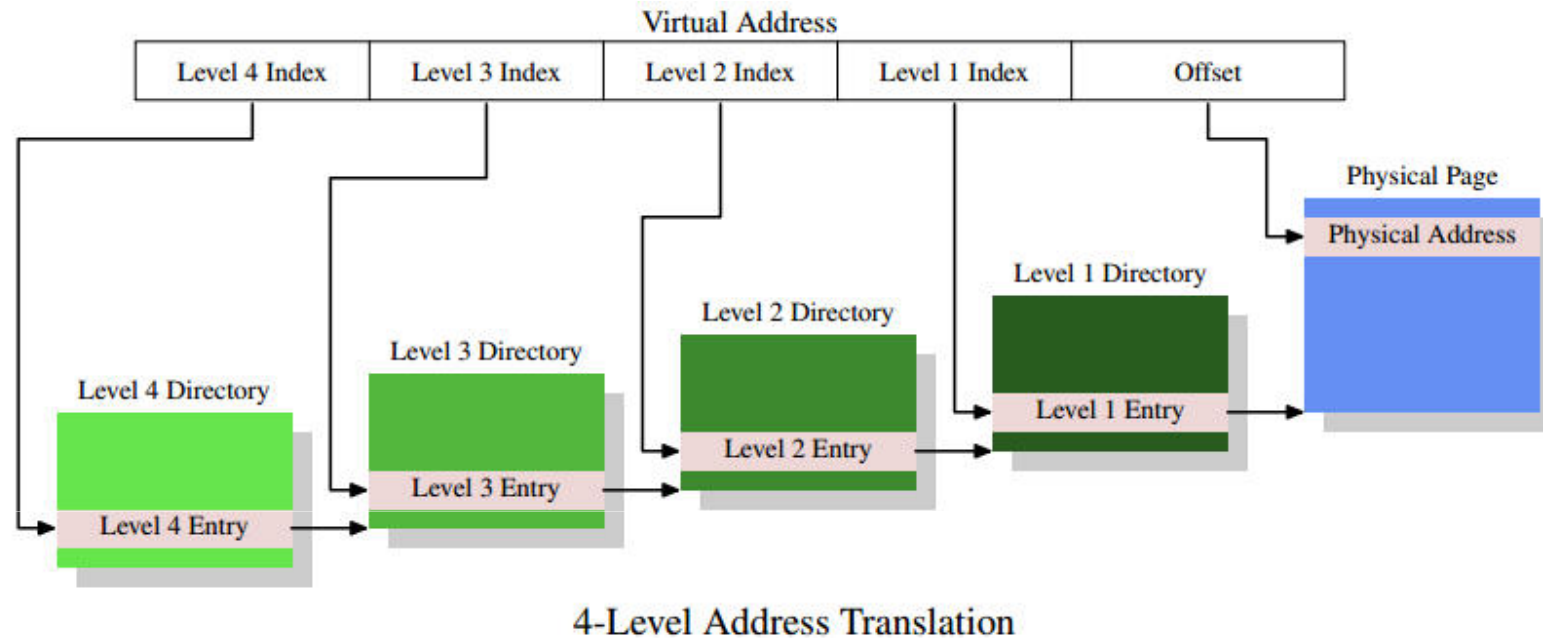 Virtual Address
Level 4 Index
Level 3 Index
Level 2 Index
Level 1 Index
Offset
Physical Page
Physical Address
Level 1 Directory
Level 1 Entry
Level 2 Directory
Level 2 Entry
Level 3 Directory
Level 3 Entry
Level 4 Directory
Level 4 Entry
4-Level Address Translation